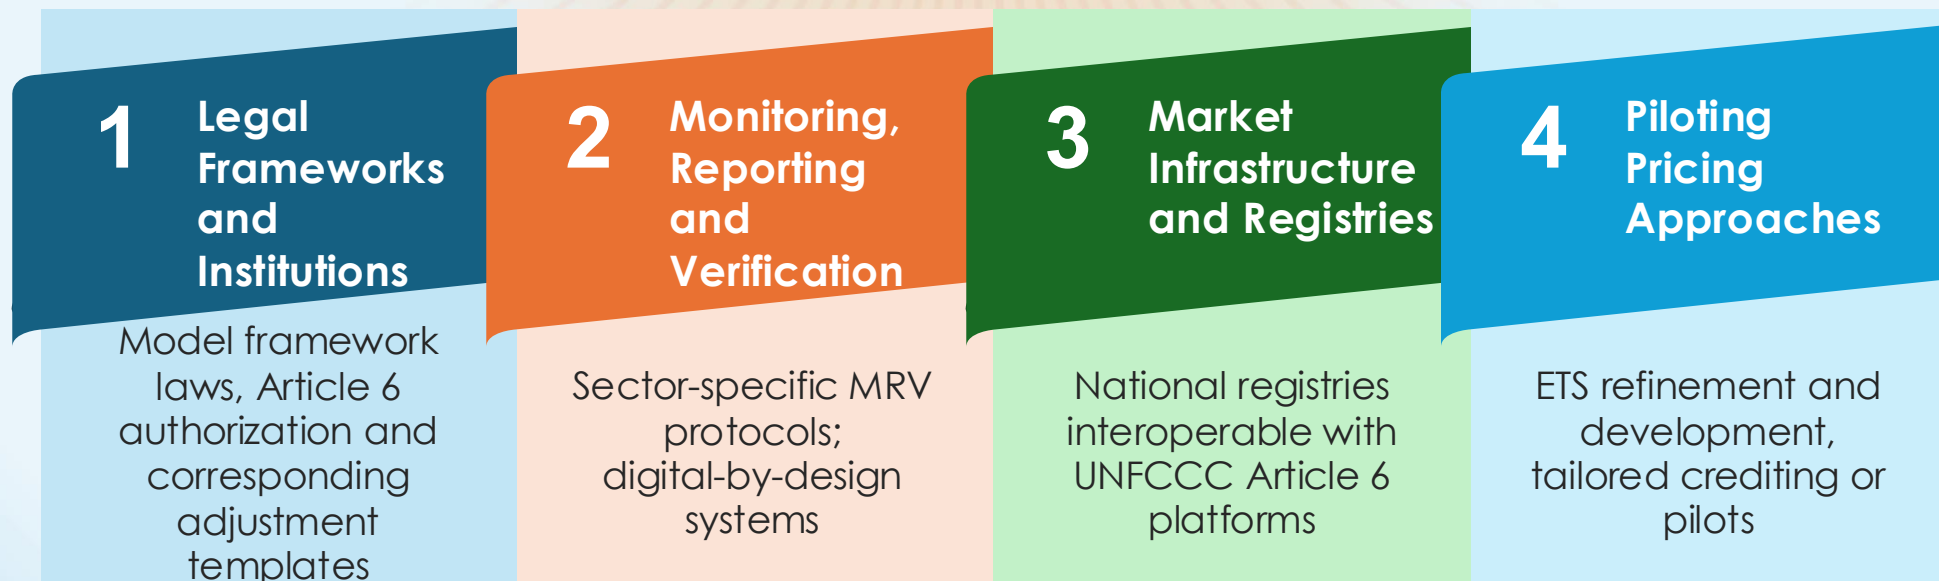 1
Legal
Frameworks
and
Institutions
Model framework
laws, Article 6
authorization and
corresponding
adjustment
templates
2
Monitoring,
Reporting
and
Verification
Sector-specific MRV
protocols;
digital-by-design
systems
3
Market
Infrastructure
and Registries
National registries
interoperable with
UNFCCC Article 6
platforms
4
Piloting
Pricing
Approaches
ETS refinement and
development,
tailored crediting or
pilots